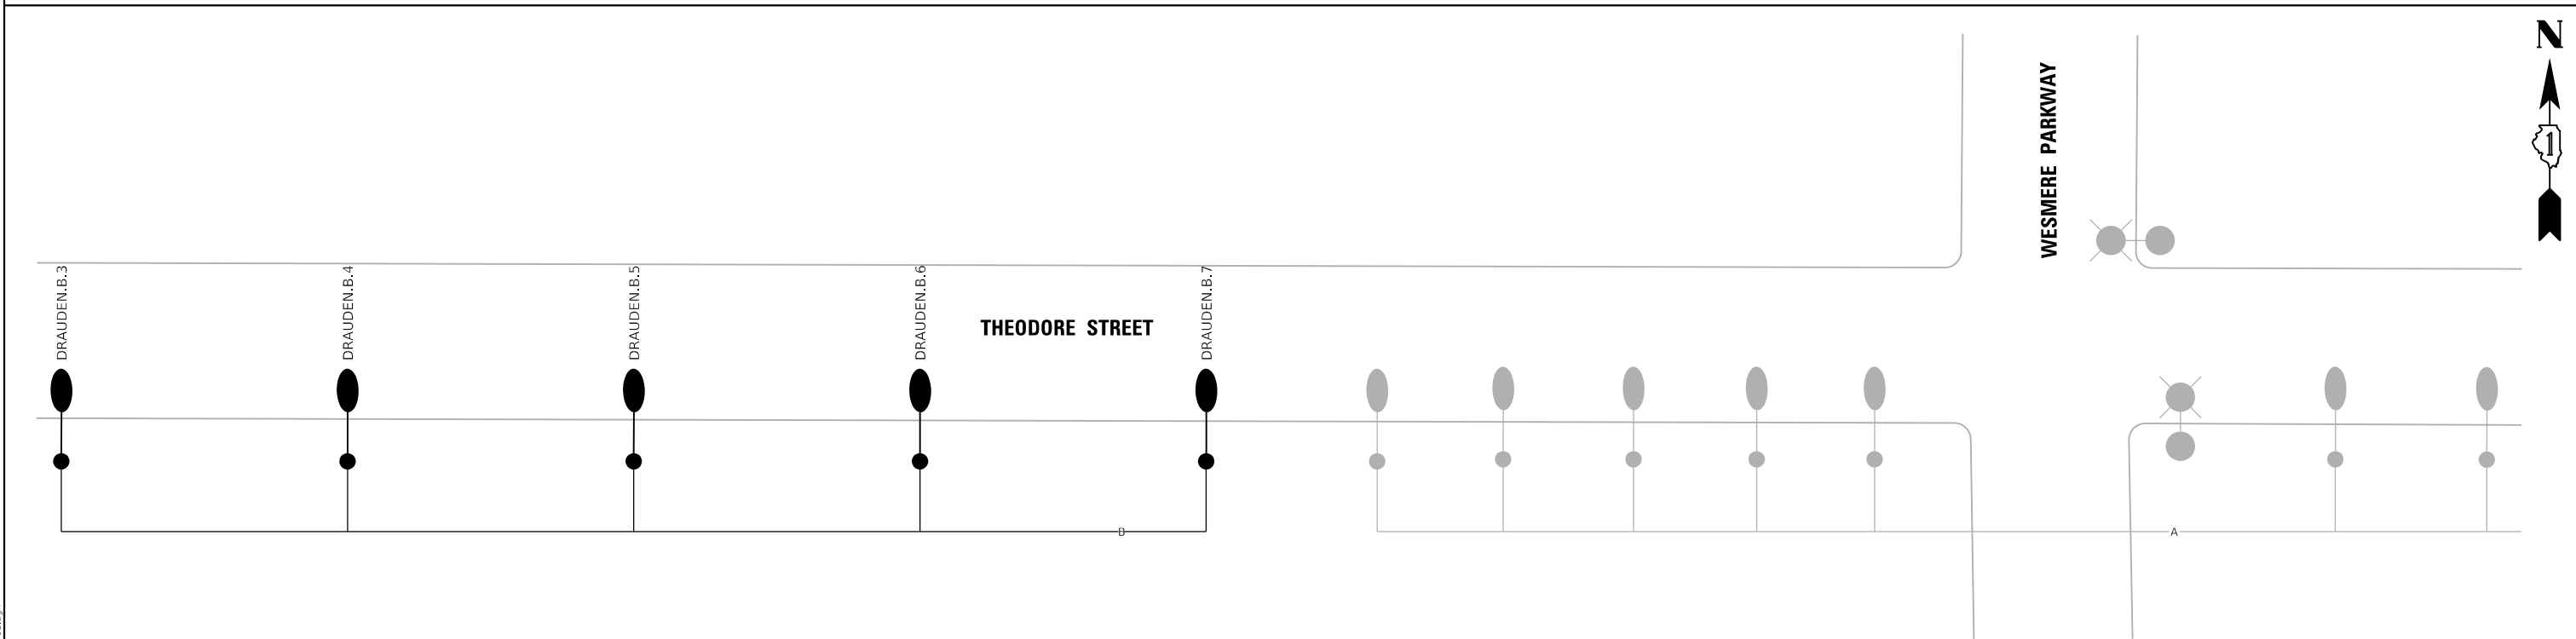 N
1
WESMERE PARKWAY
DRAUDEN.B.3
DRAUDEN.B.4
DRAUDEN.B.5
DRAUDEN.B.6
DRAUDEN.B.7
THEODORE STREET
B
A